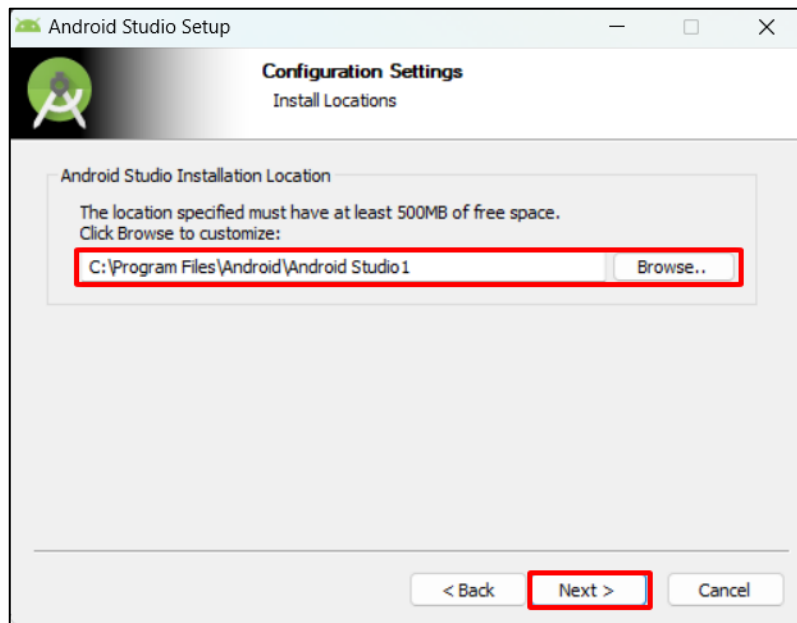 Android Studio Setup
Configuration Settings
Install Locations
Android Studio Installation Location
The location specified must have at least 500MB of free space.
Click Browse to customize:
C:\Program Files\Android\Android Studio1
Browse..
< Back
Next >
Cancel